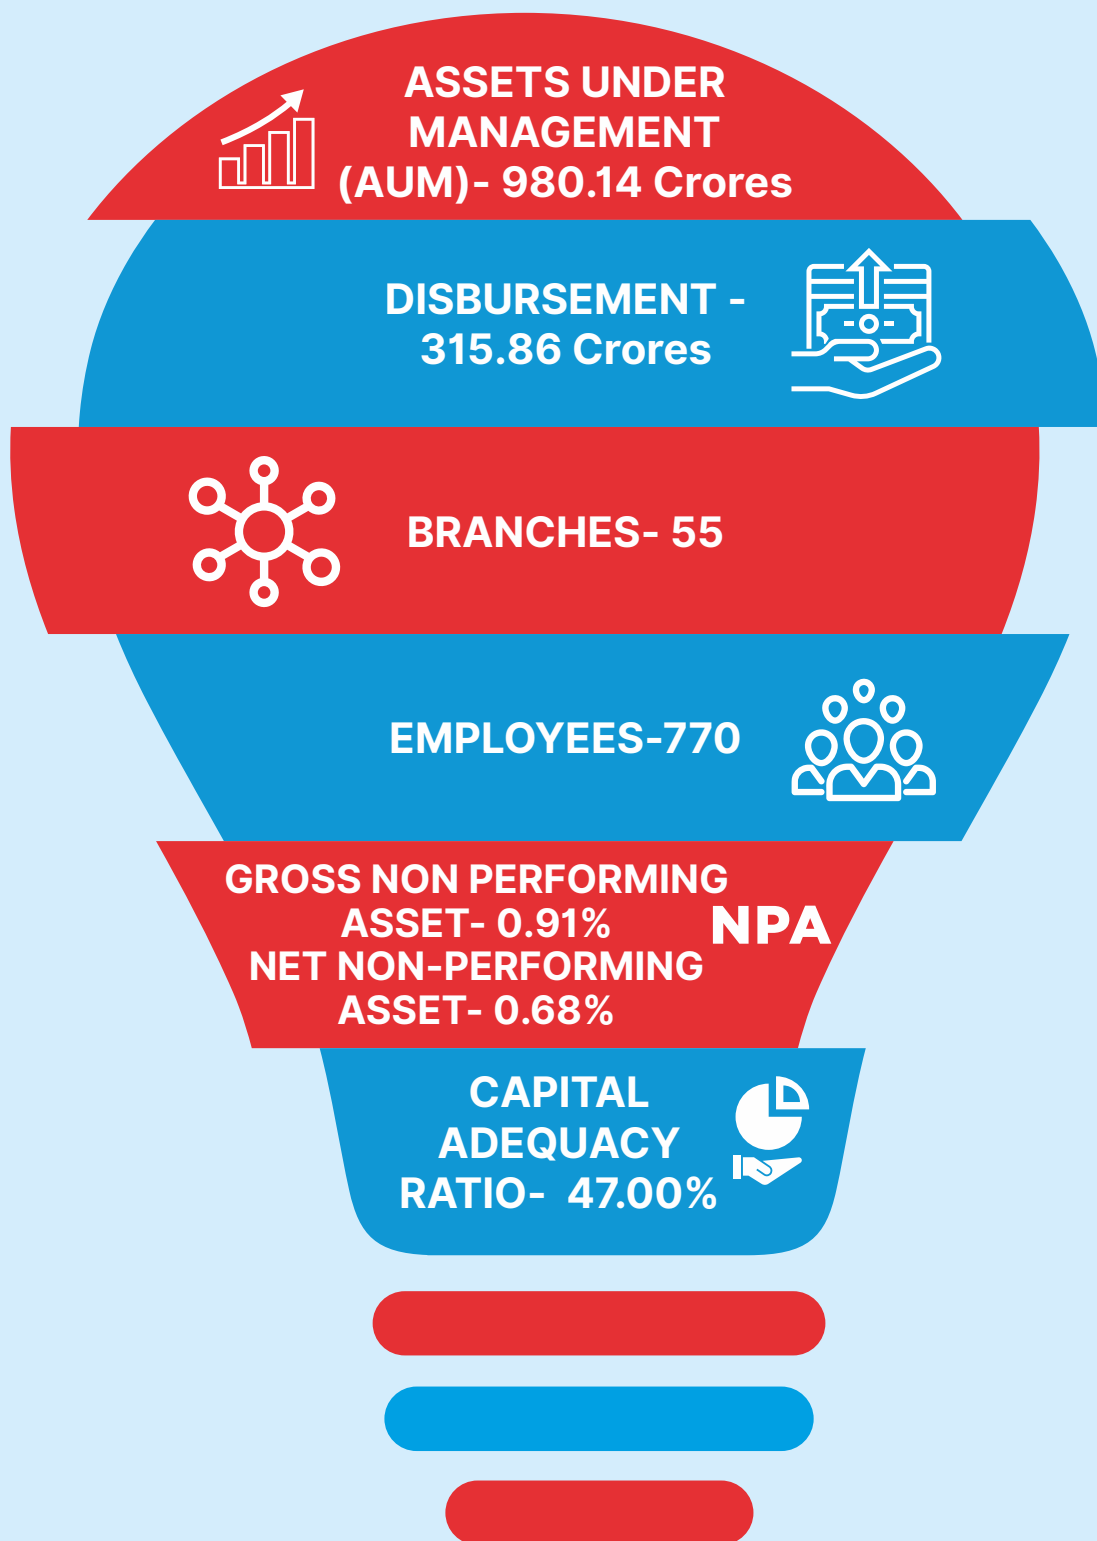 ASSETS UNDER
MANAGEMENT
(AUM)- 980.14 Crores
DISBURSEMENT -
315.86 Crores
BRANCHES- 55
EMPLOYEES-770
GROSS NON PERFORMING
ASSET- 0.91%
NET NON-PERFORMING
ASSET- 0.68%
NPA
CAPITAL
ADEQUACY
RATIO- 47.00%